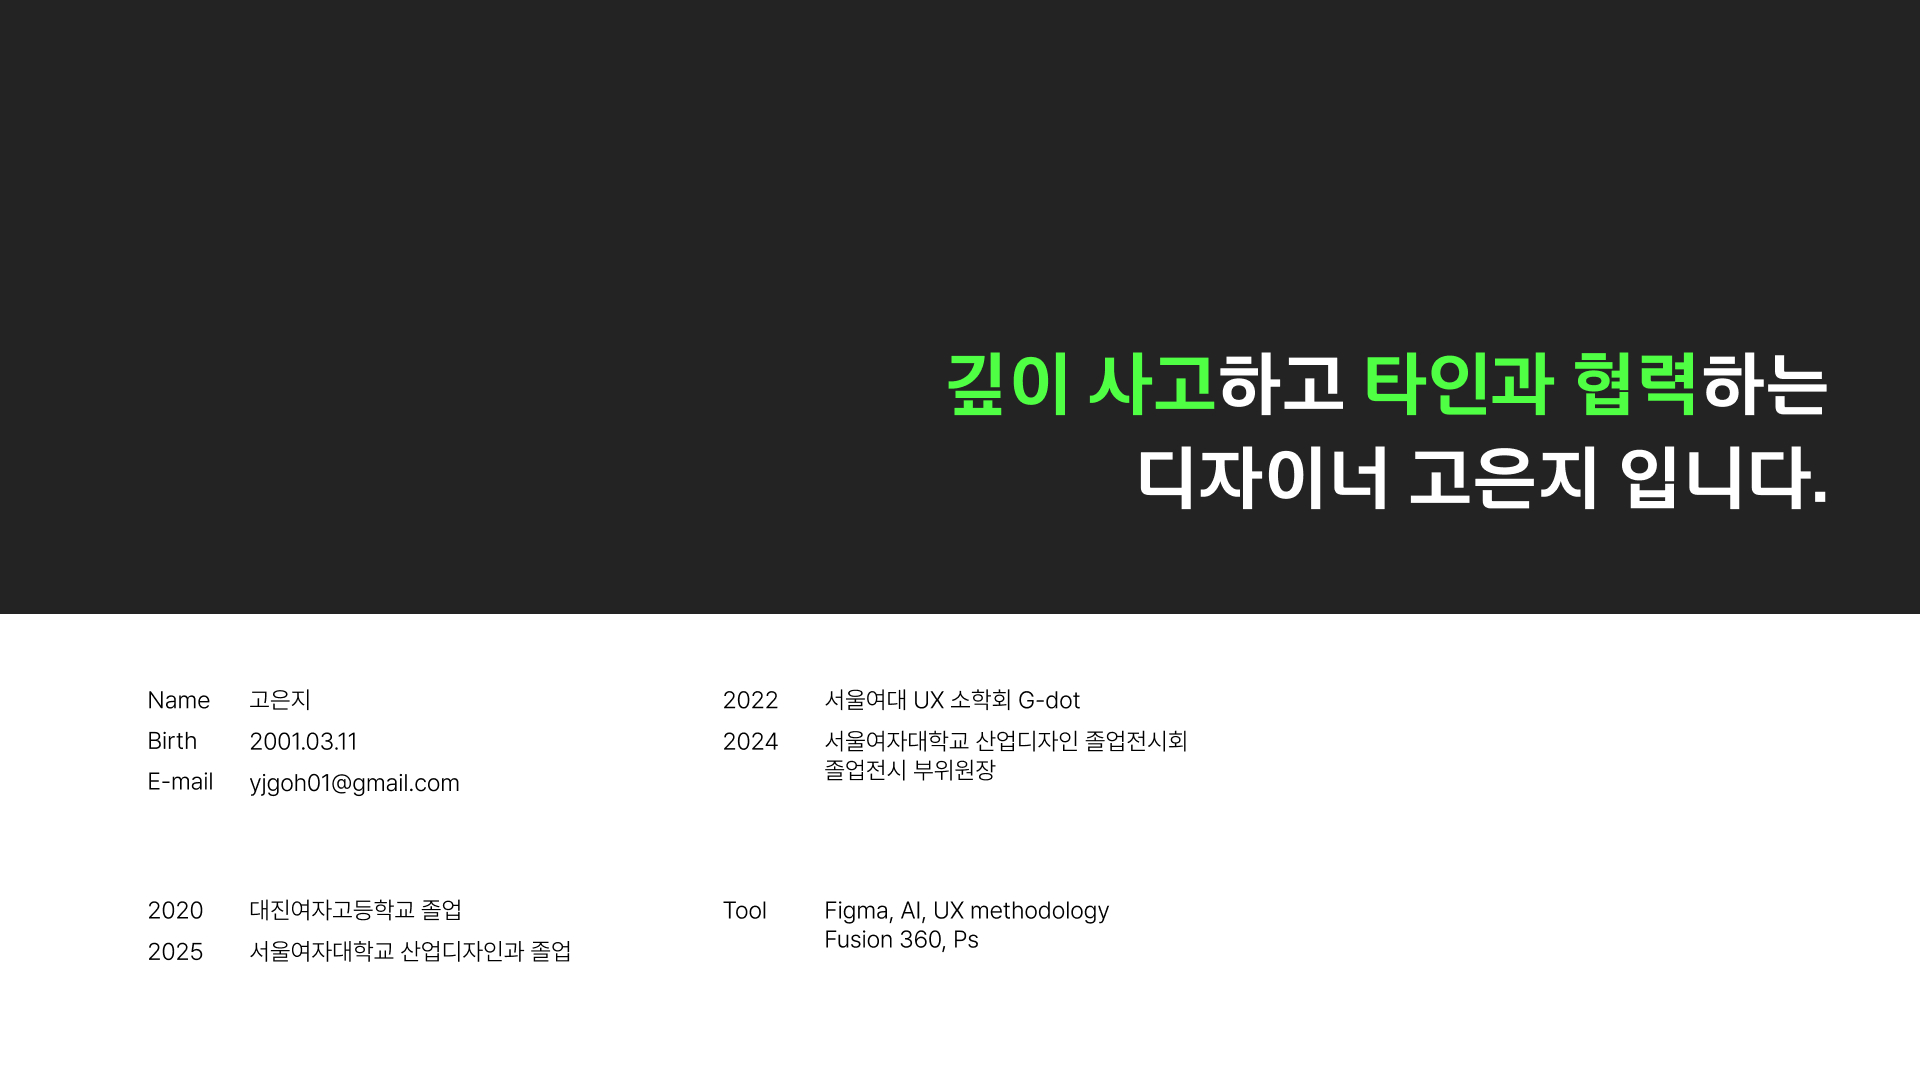 깊이 사고하고 타인과 협력하는
디자이너 고은지 입니다.
Name 고은지
Birth 2001.03.11
E-mail yjgoh01@gmail.com
2022 서울여대 UX 소학회 G-dot
2024 서울여자대학교 산업디자인 졸업전시회
졸업전시 부위원장
2020 대진여자고등학교 졸업
2025 서울여자대학교 산업디자인과 졸업
Tool Figma, AI, UX methodology
Fusion 360, Ps